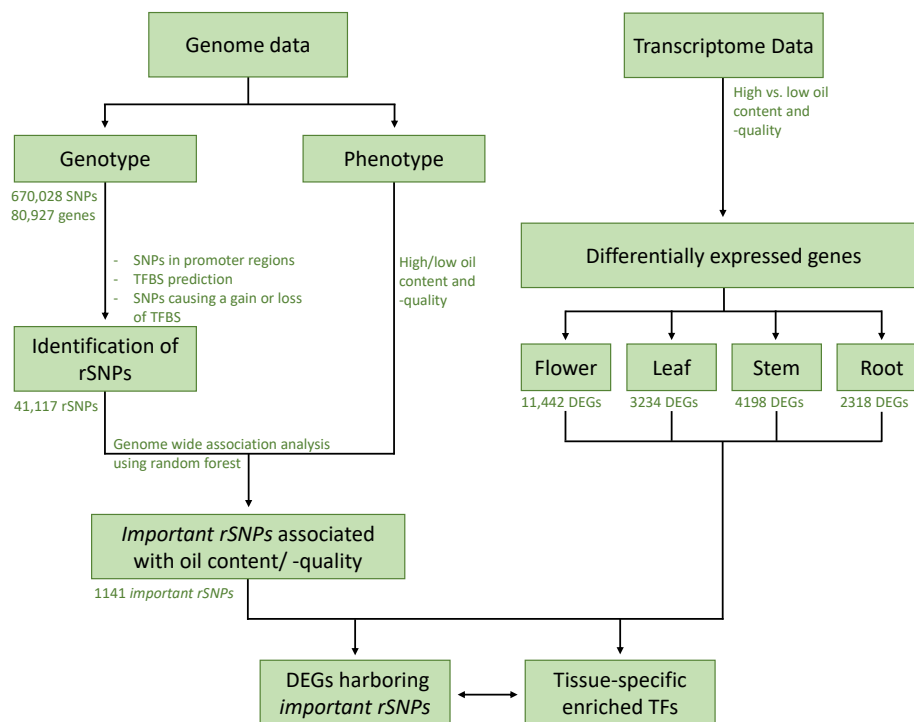 Genome data
Transcriptome Data
High vs. low oil
content and
-quality
Genotype
Phenotype
670,028 SNPs
80,927 genes
- SNPs in promoter regions
- TFBS prediction
- SNPs causing a gain or loss
of TFBS
High/low oil
content and
-quality
Differentially expressed genes
Identification of
rSNPs
41,117 rSNPs
Flower
Leaf
Stem
Root
11,442 DEGs
3234 DEGs
4198 DEGs
2318 DEGs
Genome wide association analysis
using random forest
Important rSNPs associated
with oil content/ -quality
1141 important rSNPs
DEGs harboring
important rSNPs
Tissue-specific
enriched TFs